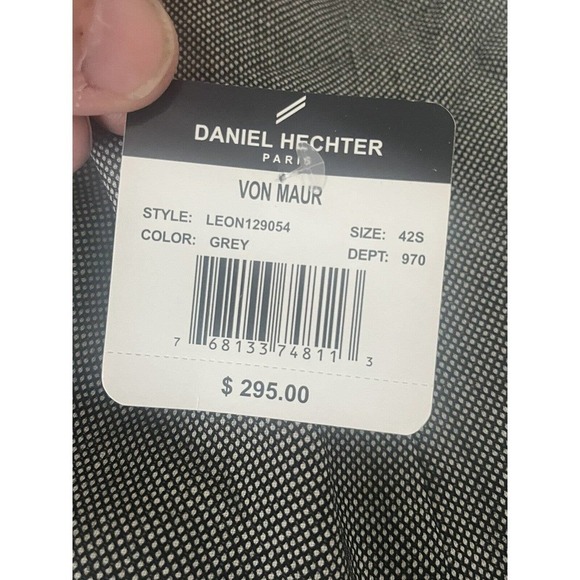 DANIEL HECHTER
PARIS
VON MAUR
STYLE: LEON129054 SIZE: 42S
COLOR: GREY DEPT: 970
7 68133 74811 3
$ 295.00